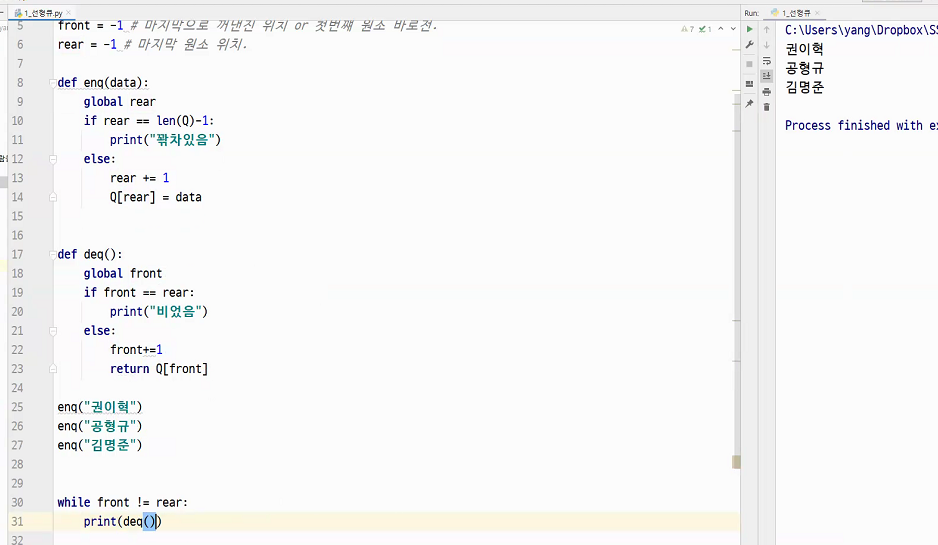 1_선형큐.py
Run: 1_선형큐
5 front = -1 # 마지막으로 꺼낸진 위치 or 첫번째 원소 바로전.
6 rear = -1 # 마지막 원소 위치.
7
8 def enq(data):
9 global rear
10 if rear == len(Q)-1:
11 print("꽊차있음")
12 else:
13 rear += 1
14 Q[rear] = data
15
16
17 def deq():
18 global front
19 if front == rear:
20 print("비었음")
21 else:
22 front+=1
23 return Q[front]
24
25 enq("권이혁")
26 enq("공형규")
27 enq("김명준")
28
29
30 while front != rear:
31 print(deq())
32
7 1
C:\Users\yang\Dropbox\SS
권이혁
공형규
김명준
Process finished with ex